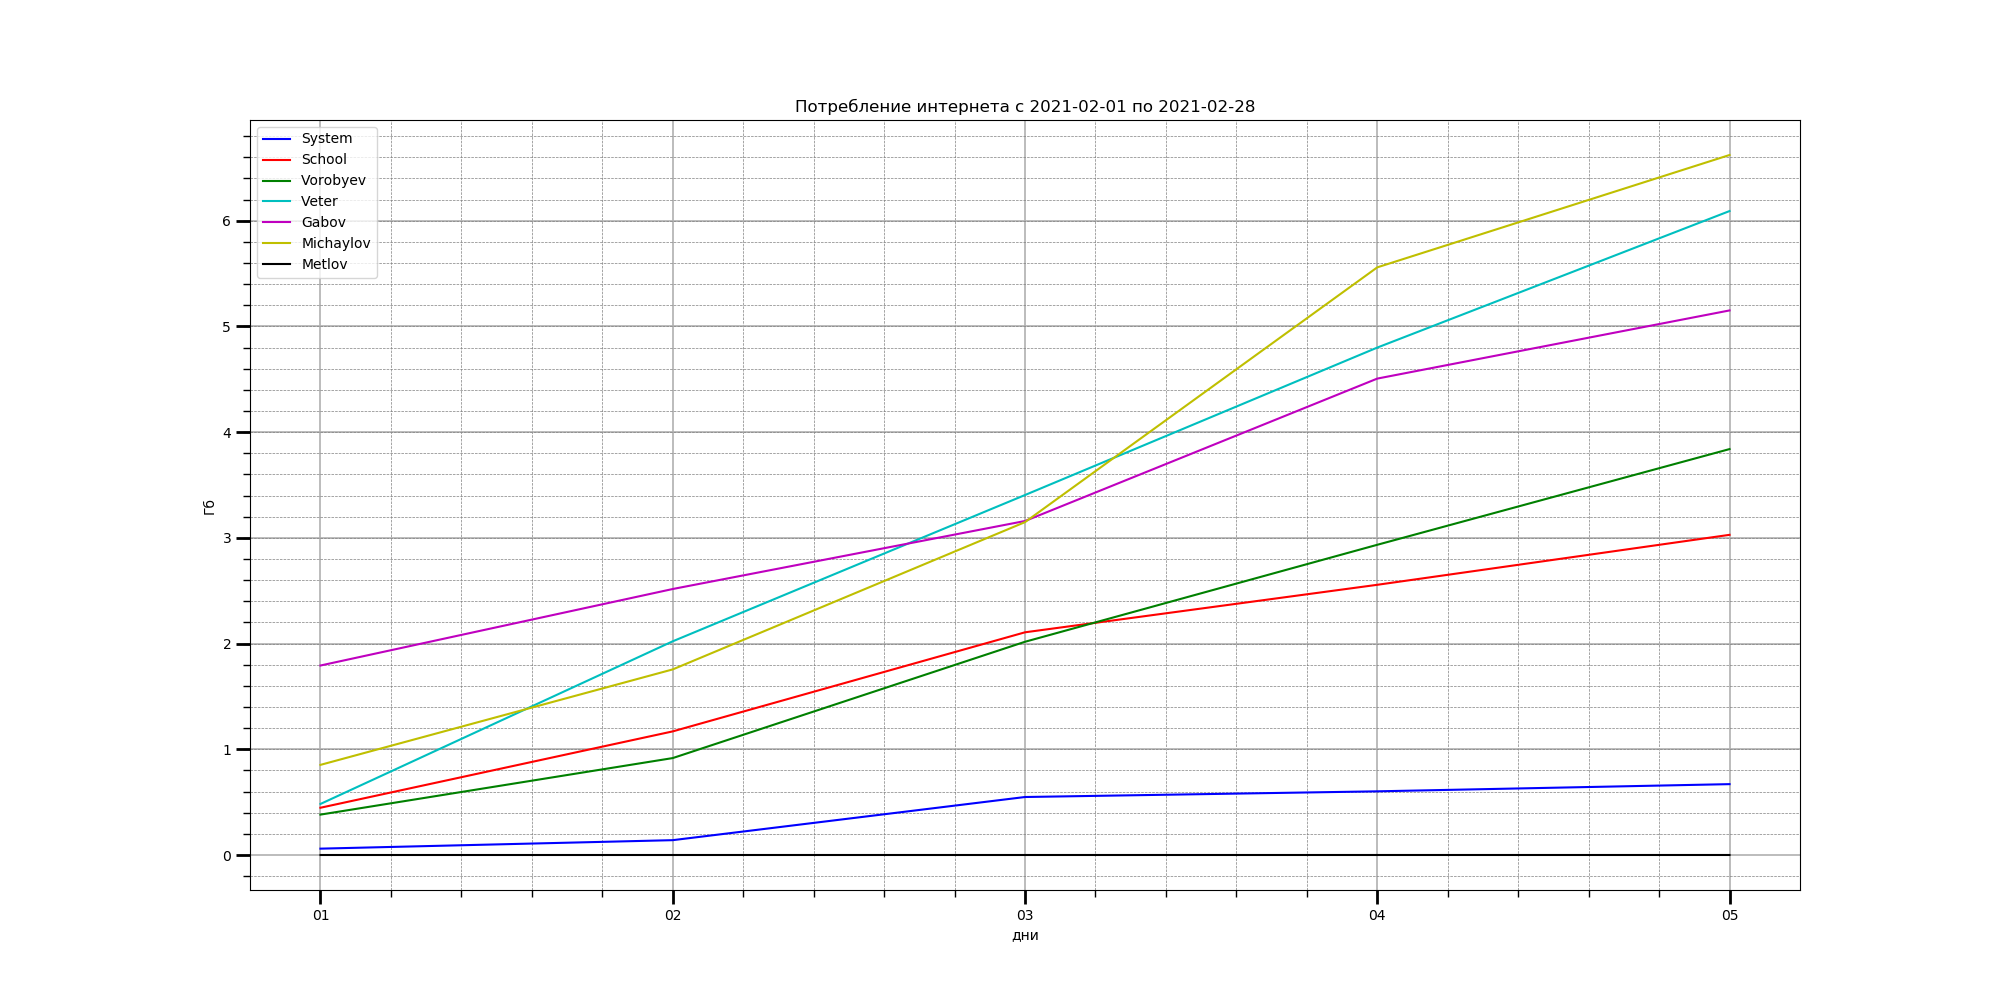 Потребление интернета с 2021-02-01 по 2021-02-28
System
School
Vorobyev
Veter
Gabov
Michaylov
Metlov
6
5
4
3
2
1
0
Гб
01 02 03 04 05
дни